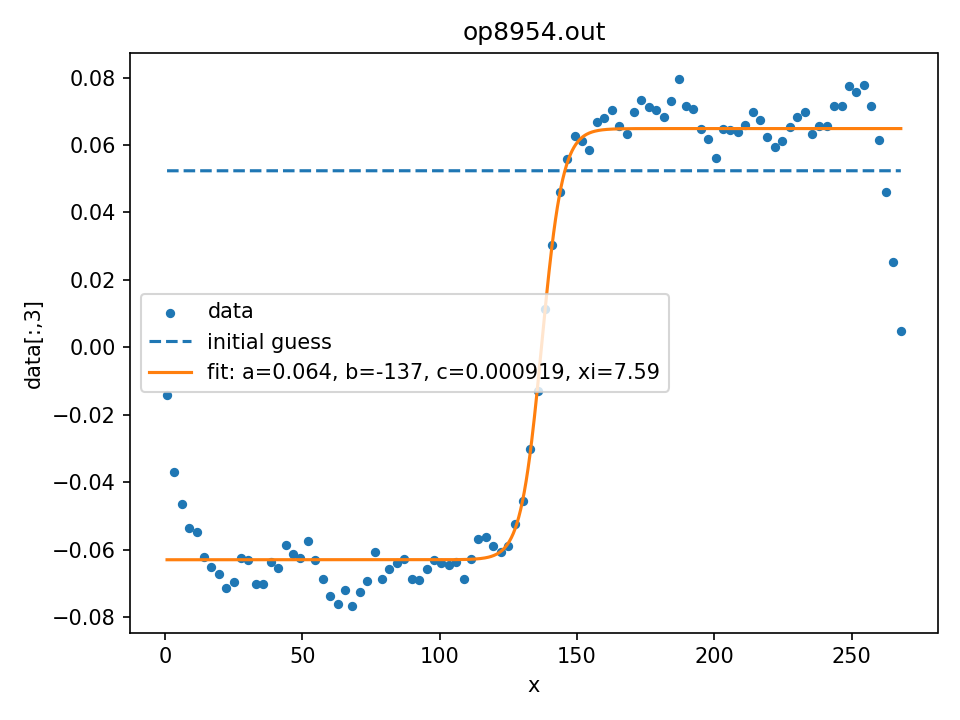 op8954.out
0.08
0.06
0.04
0.02
0.00
−0.02
−0.04
−0.06
−0.08
data[:,3]
data
initial guess
fit: a=0.064, b=-137, c=0.000919, xi=7.59
0 50 100 150 200 250
x